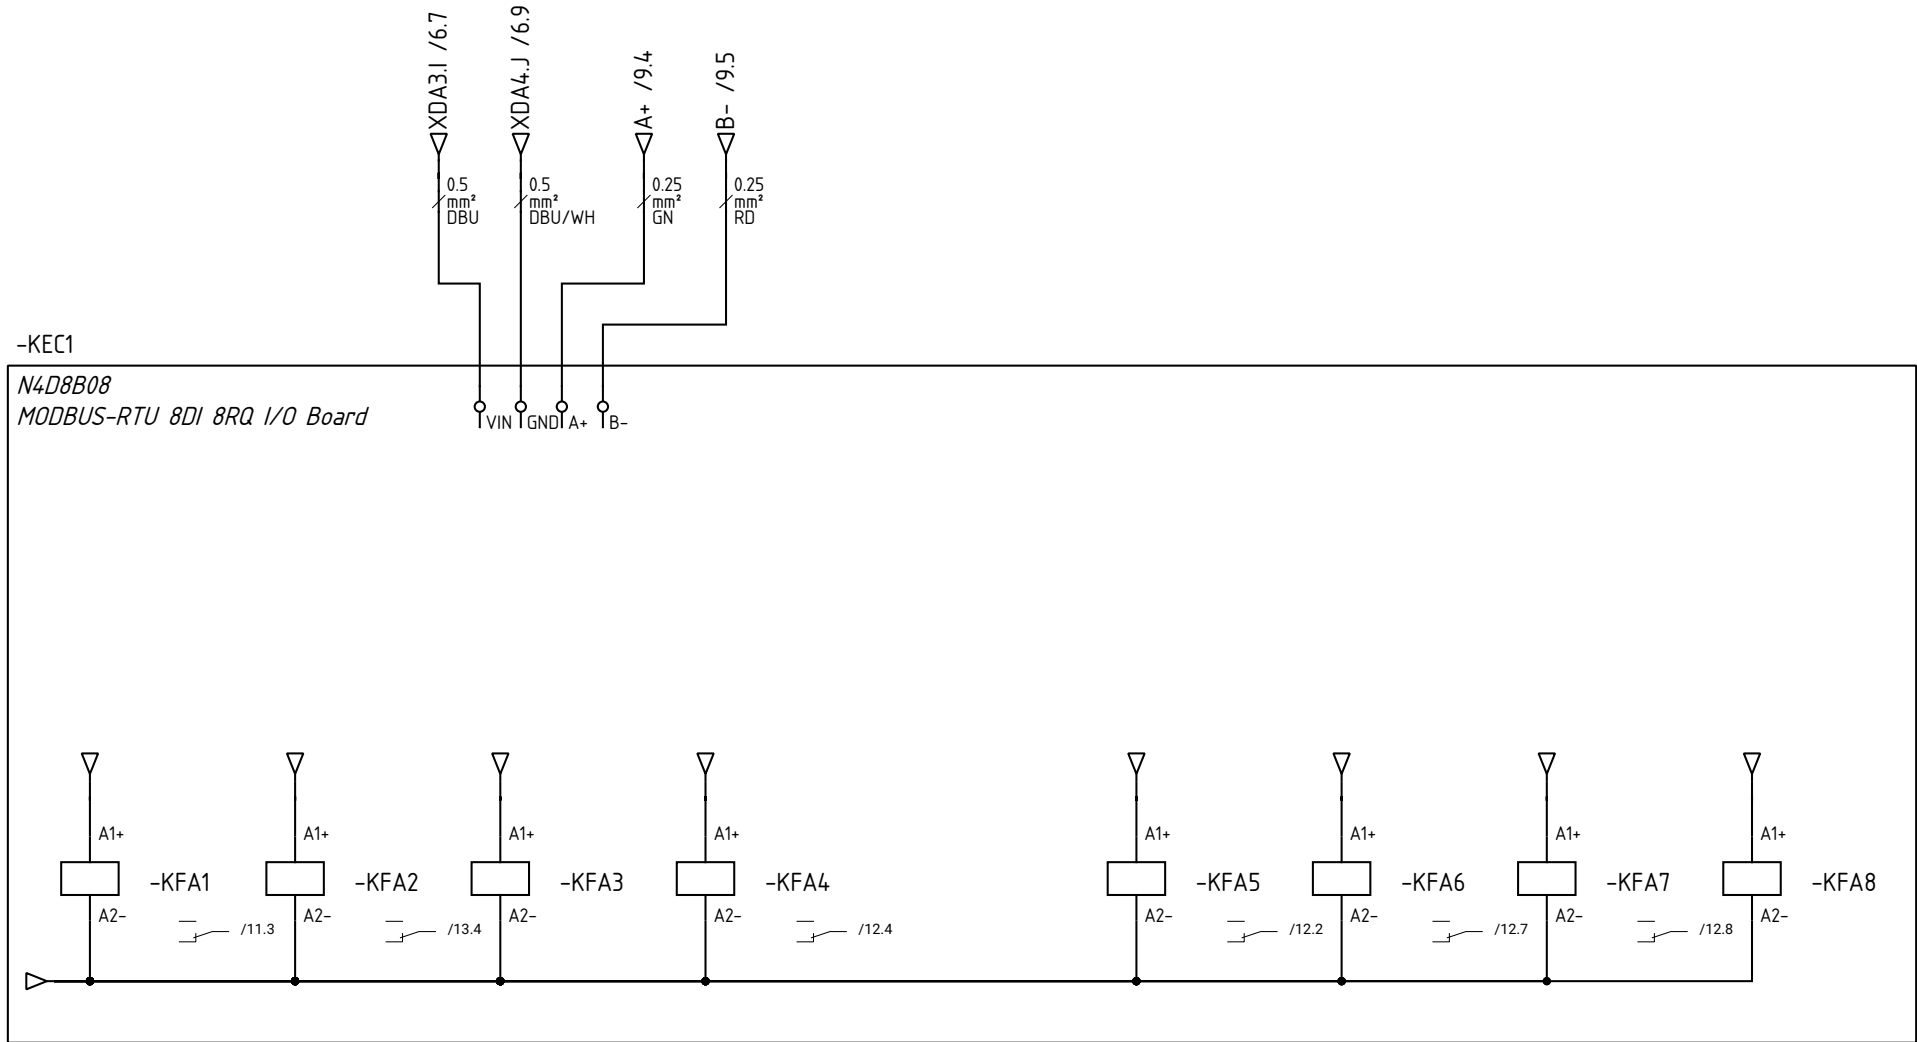 XDA3.I /6.7
XDA4.J /6.9
A+ /9.4
B- /9.5
0.5
mm²
DBU
0.5
mm²
DBU/WH
0.25
mm²
GN
0.25
mm²
RD
-KEC1
N4D8B08
MODBUS-RTU 8DI 8RQ I/O Board
VIN GND A+ B-
A1+ A1+ A1+ A1+ A1+ A1+ A1+ A1+
-KFA1 -KFA2 -KFA3 -KFA4 -KFA5 -KFA6 -KFA7 -KFA8
A2- A2- A2- A2- A2- A2- A2- A2-
/11.3 /13.4 /12.4 /12.2 /12.7 /12.8